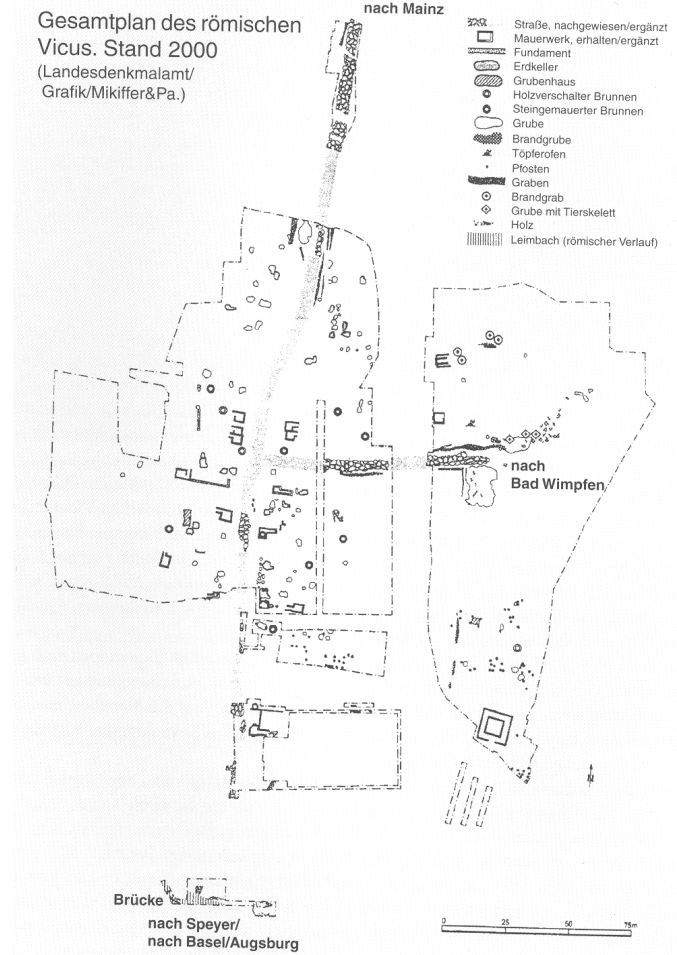 Gesamtplan des römischen
Vicus. Stand 2000
(Landesdenkmalamt/
Grafik/Mikiffer&Pa.)
nach Mainz
Straße, nachgewiesen/ergänzt
Mauerwerk, erhalten/ergänzt
Fundament
Erdkeller
Grubenhaus
Holzverschalter Brunnen
Steingemauerter Brunnen
Grube
Brandgrube
Töpferofen
Pfosten
Graben
Brandgrab
Grube mit Tierskelett
Holz
Leimbach (römischer Verlauf)
nach
Bad Wimpfen
N
Brücke
nach Speyer/
nach Basel/Augsburg
0 25 50 75m